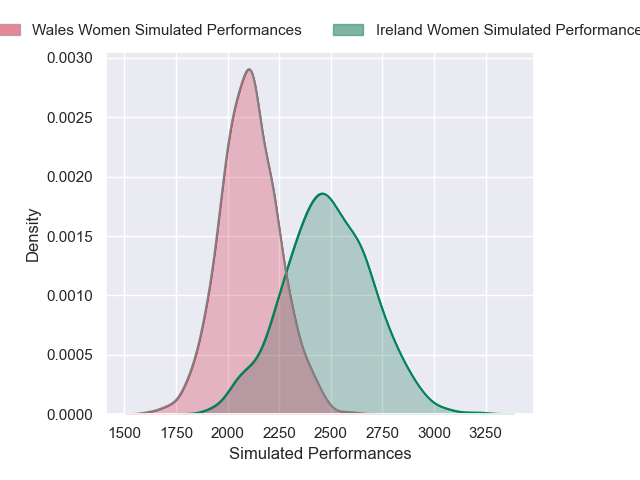 Wales Women Simulated Performances
Ireland Women Simulated Performance
0.0030
0.0025
0.0020
0.0015
0.0010
0.0005
0.0000
Density
1500 1750 2000 2250 2500 2750 3000 3250
Simulated Performances